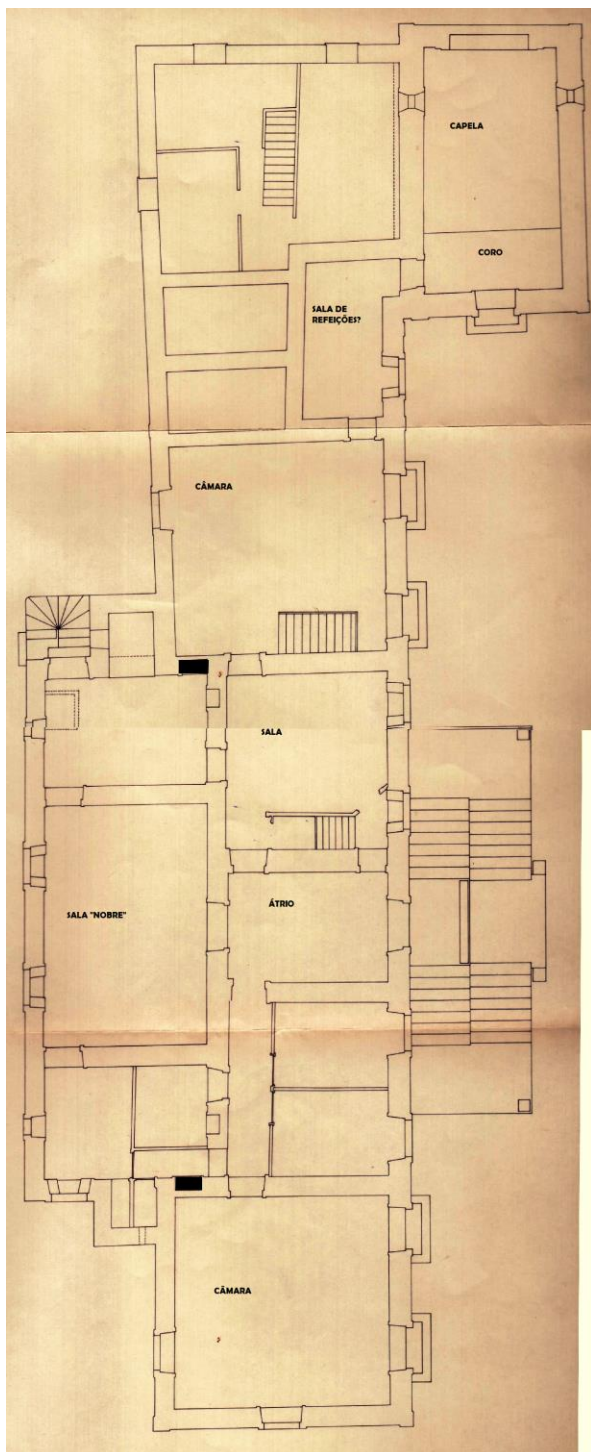 CAPELA
CORO
SALA DE
REFEIÇÕES?
CÂMARA
SALA
SALA "NOBRE"
ÁTRIO
CÂMARA